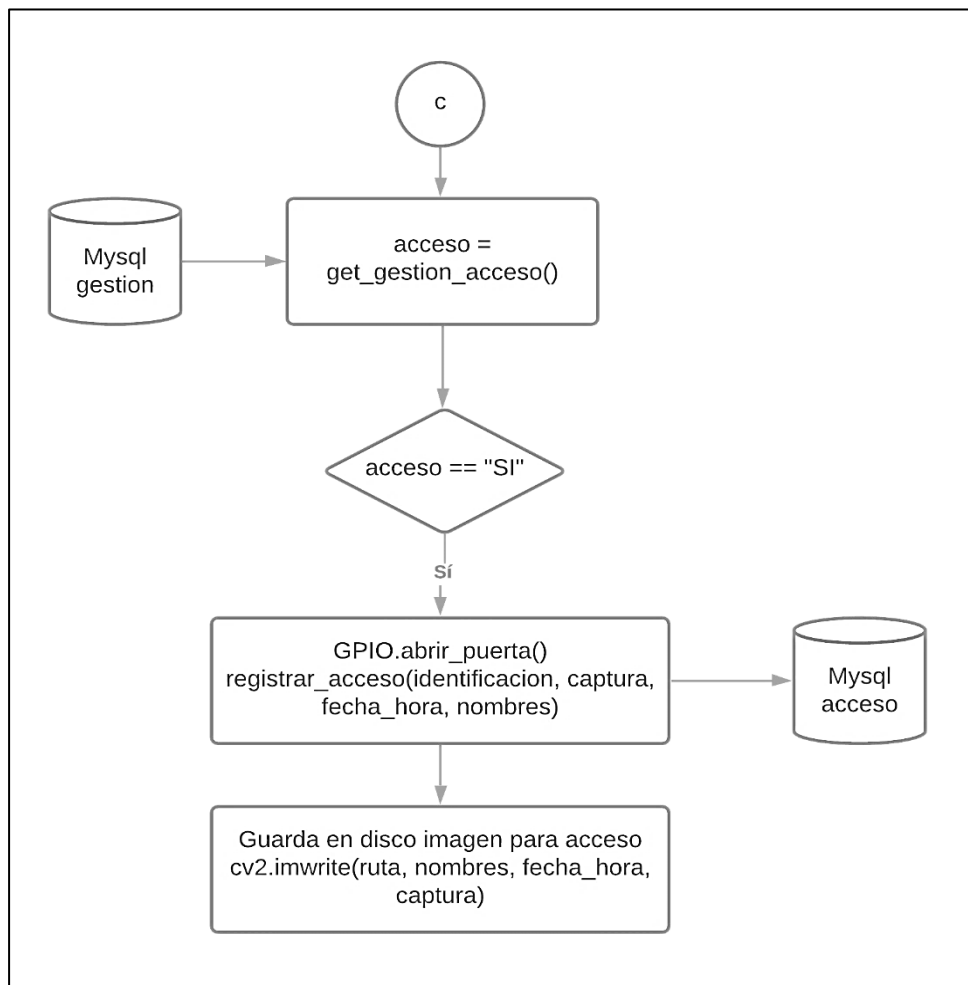 c
Mysql
gestion
acceso =
get_gestion_acceso()
acceso == "SI"
Sí
GPIO.abrir_puerta()
registrar_acceso(identificacion, captura,
fecha_hora, nombres)
Mysql
acceso
Guarda en disco imagen para acceso
cv2.imwrite(ruta, nombres, fecha_hora,
captura)